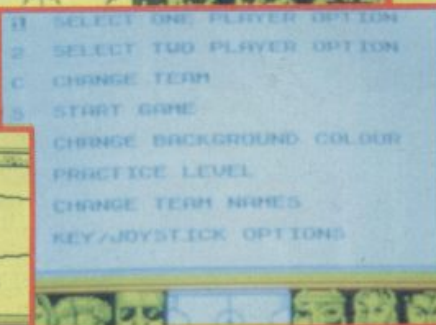 1 SELECT ONE PLAYER OPTION
2 SELECT TWO PLAYER OPTION
C CHANGE TEAM
S START GAME
CHANGE BACKGROUND COLOUR
PRACTICE LEVEL
CHANGE TEAM NAMES
KEY/JOYSTICK OPTIONS